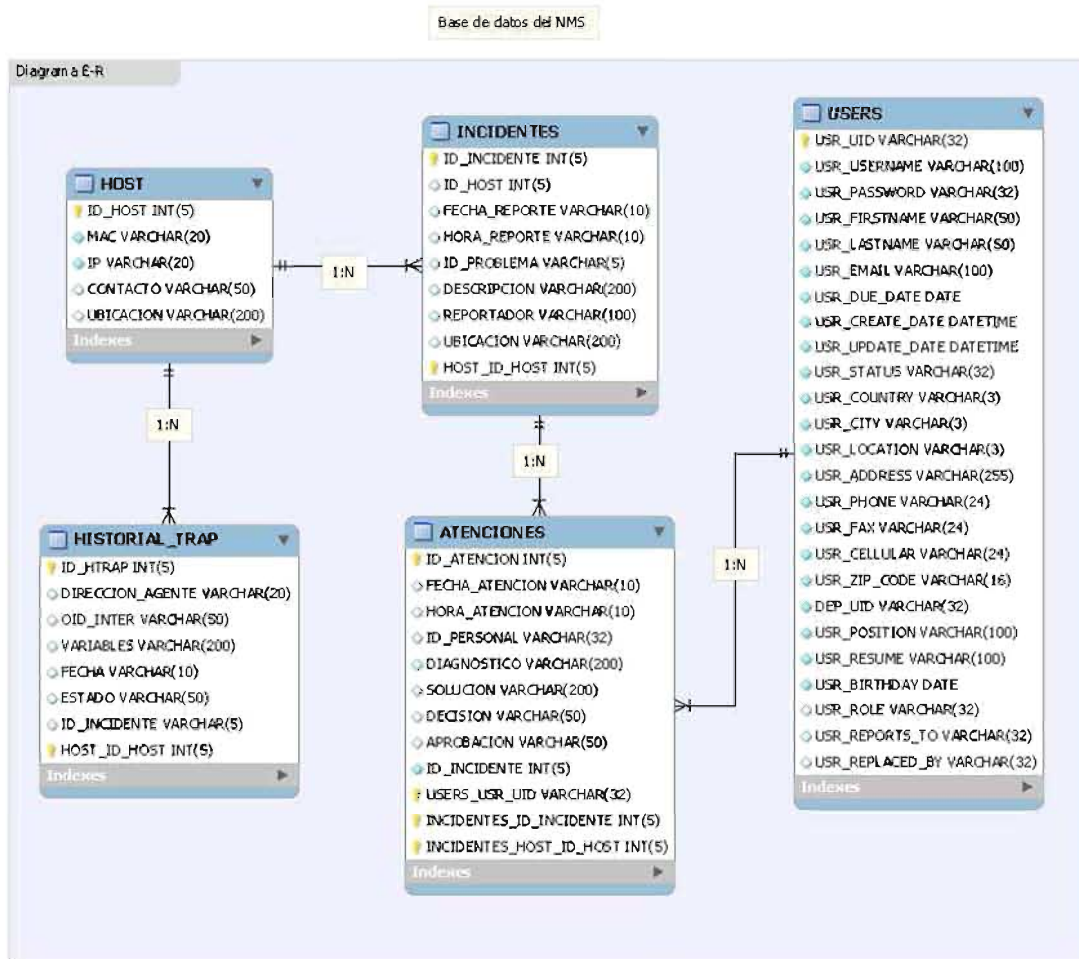 Base de datos del NMS
Diagrama E-R
HOST
ID_HOST INT(5)
MAC VARCHAR(20)
IP VARCHAR(20)
CONTACTO VARCHAR(50)
UBICACION VARCHAR(200)
Indexes
1:N
INCIDENTES
ID_INCIDENTE INT(5)
ID_HOST INT(5)
FECHA_REPORTE VARCHAR(10)
HORA_REPORTE VARCHAR(10)
ID_PROBLEMA VARCHAR(5)
DESCRIPCION VARCHAR(200)
REPORTADOR VARCHAR(100)
UBICACION VARCHAR(200)
HOST_ID_HOST INT(5)
Indexes
1:N
1:N
HISTORIAL_TRAP
ID_HTRAP INT(5)
DIRECCION_AGENTE VARCHAR(20)
OID_INTER VARCHAR(50)
VARIABLES VARCHAR(200)
FECHA VARCHAR(10)
ESTADO VARCHAR(50)
ID_INCIDENTE VARCHAR(5)
HOST_ID_HOST INT(5)
Indexes
ATENCIONES
ID_ATENCION INT(5)
FECHA_ATENCION VARCHAR(10)
HORA_ATENCION VARCHAR(10)
ID_PERSONAL VARCHAR(32)
DIAGNOSTICO VARCHAR(200)
SOLUCION VARCHAR(200)
DECISION VARCHAR(50)
APROBACION VARCHAR(50)
ID_INCIDENTE INT(5)
USERS_USR_UID VARCHAR(32)
INCIDENTES_ID_INCIDENTE INT(5)
INCIDENTES_HOST_ID_HOST INT(5)
Indexes
1:N
USERS
USR_UID VARCHAR(32)
USR_USERNAME VARCHAR(100)
USR_PASSWORD VARCHAR(32)
USR_FIRSTNAME VARCHAR(50)
USR_LASTNAME VARCHAR(50)
USR_EMAIL VARCHAR(100)
USR_DUE_DATE DATE
USR_CREATE_DATE DATETIME
USR_UPDATE_DATE DATETIME
USR_STATUS VARCHAR(32)
USR_COUNTRY VARCHAR(3)
USR_CITY VARCHAR(3)
USR_LOCATION VARCHAR(3)
USR_ADDRESS VARCHAR(255)
USR_PHONE VARCHAR(24)
USR_FAX VARCHAR(24)
USR_CELLULAR VARCHAR(24)
USR_ZIP_CODE VARCHAR(16)
DEP_UID VARCHAR(32)
USR_POSITION VARCHAR(100)
USR_RESUME VARCHAR(100)
USR_BIRTHDAY DATE
USR_ROLE VARCHAR(32)
USR_REPORTS_TO VARCHAR(32)
USR_REPLACED_BY VARCHAR(32)
Indexes